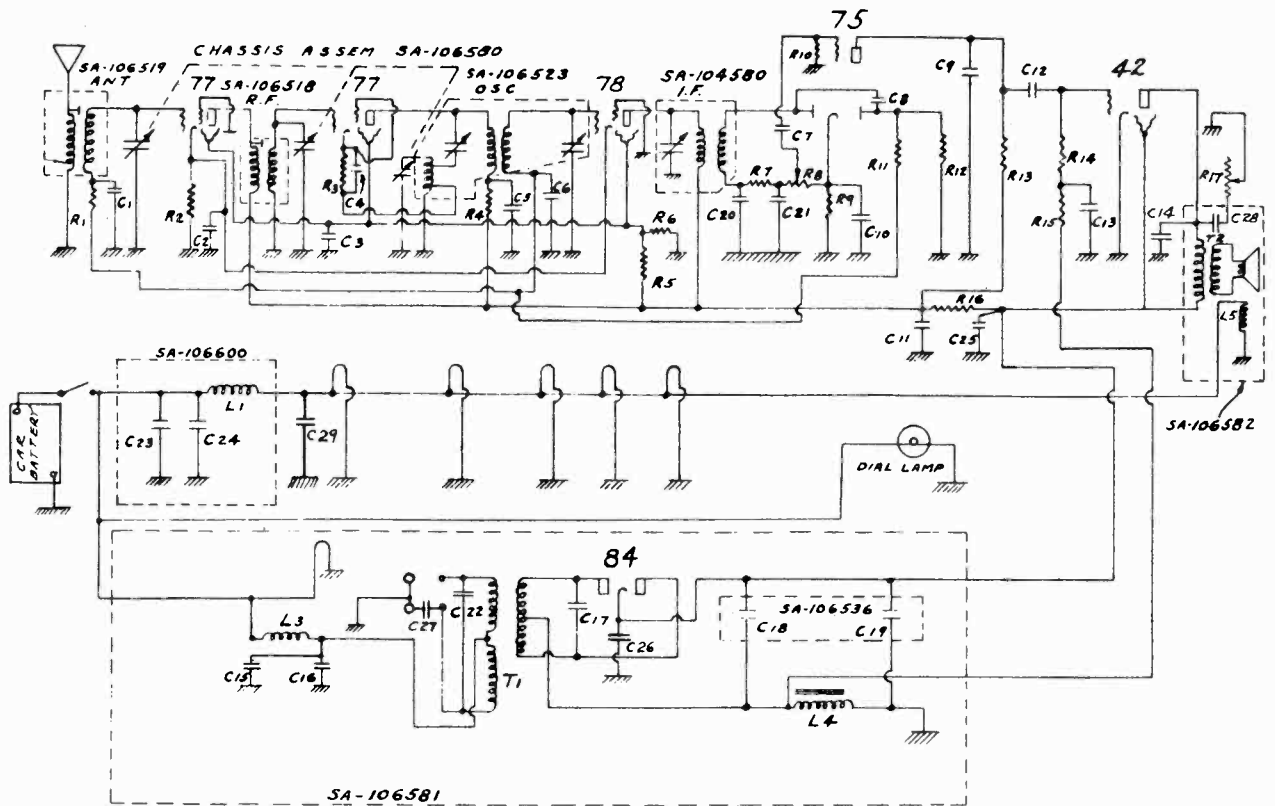 75
CHASSIS ASSEM SA-106580
SA-106519
ANT
77
SA-106518
R.F.
77
SA-106523
OSC
78
SA-104580
I.F.
R10
C9
C12
42
C8
C7
R1
C1
R2
C2
R3
C4
C3
R4
C5
C6
R6
R5
R7
R8
C20
C21
R9
C10
R11
R12
R13
R14
R15
C13
R17
C14
C28
T2
L5
R16
C11
C25
SA-106582
SA-106600
CAR
BATTERY
C23
C24
L1
C29
DIAL LAMP
84
L3
C15
C16
C27
C22
T1
C17
C26
SA-106536
C18
C19
L4
SA-106581